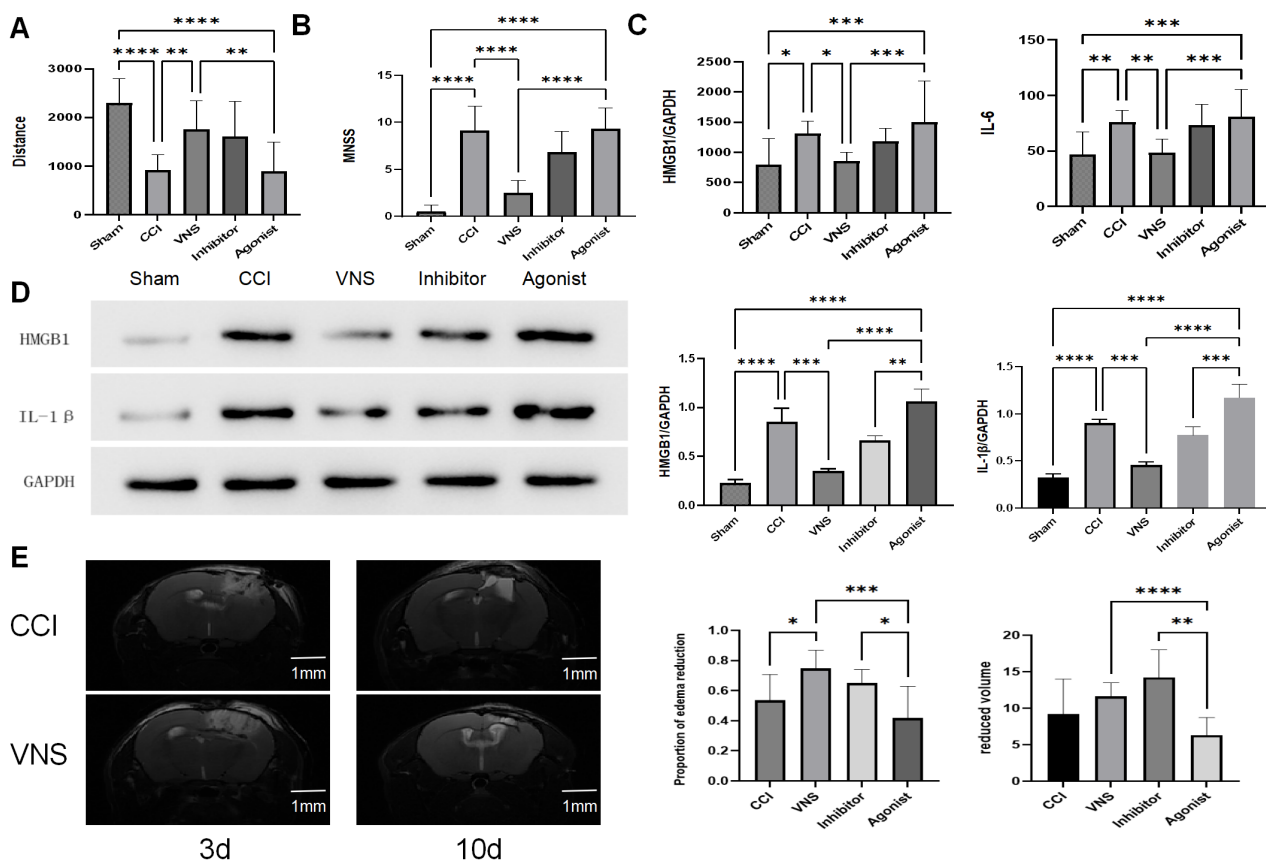 A
****
**** ** **
Distance
3000
2000
1000
0
Sham CCI VNS Inhibitor Agonist
B
****
****
**** ****
MNSS
15
10
5
0
Sham CCI VNS Inhibitor Agonist
C
***
* * ***
HMGB1/GAPDH
2500
2000
1500
1000
500
0
Sham CCI VNS Inhibitor Agonist
***
** ** ***
IL-6
150
100
50
0
Sham CCI VNS Inhibitor Agonist
D
Sham CCI VNS Inhibitor Agonist
HMGB1
IL-1β
GAPDH
****
****
**** *** **
HMGB1/GAPDH
1.5
1.0
0.5
0.0
Sham CCI VNS Inhibitor Agonist
****
****
**** *** ***
IL-1β/GAPDH
1.5
1.0
0.5
0.0
Sham CCI VNS Inhibitor Agonist
E
CCI
1mm 1mm
VNS
1mm 1mm
3d 10d
***
* *
Proportion of edema reduction
1.0
0.8
0.6
0.4
0.2
0.0
CCI VNS Inhibitor Agonist
****
**
reduced volume
20
15
10
5
0
CCI VNS Inhibitor Agonist